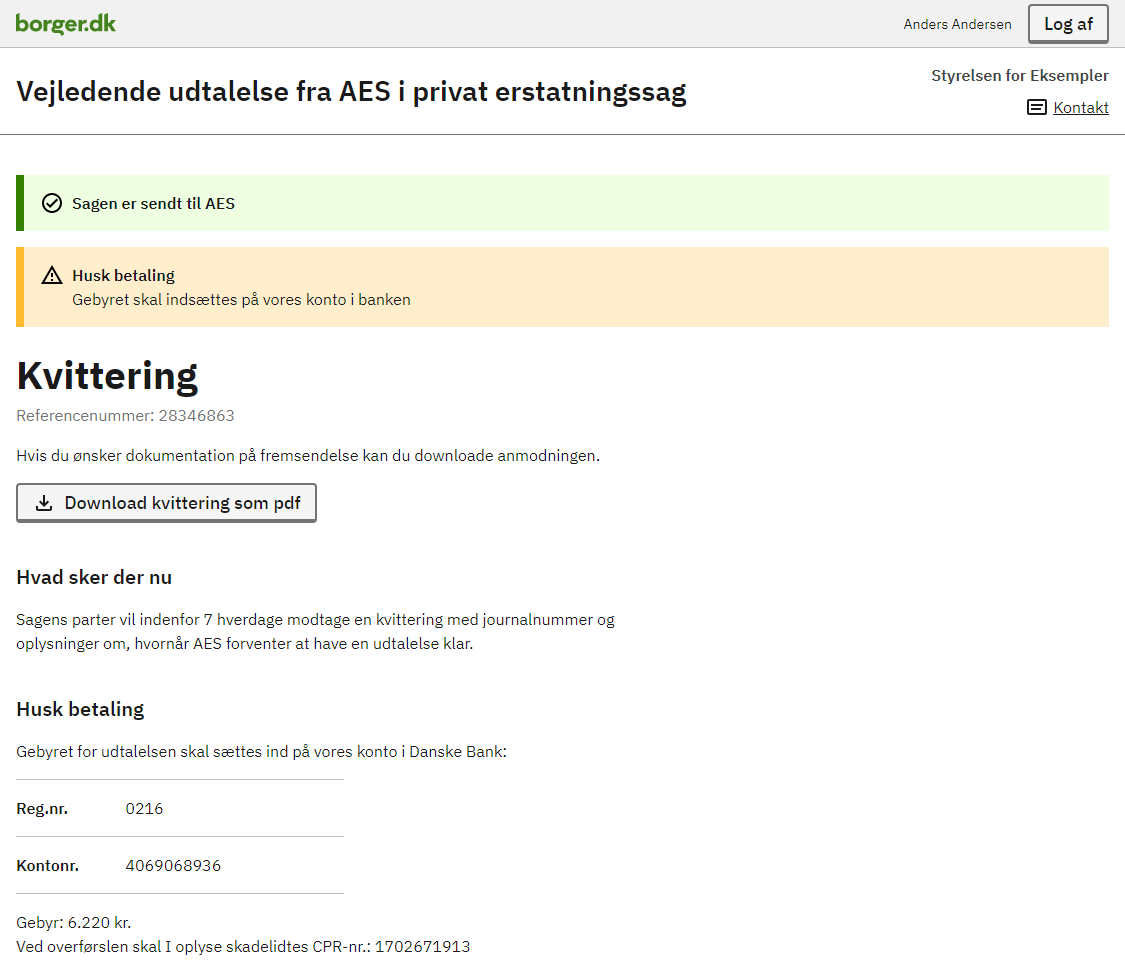 borger.dk
Anders Andersen
Log af
Vejledende udtalelse fra AES i privat erstatningssag
Styrelsen for Eksempler
Kontakt
Sagen er sendt til AES
Husk betaling
Gebyret skal indsættes på vores konto i banken
Kvittering
Referencenummer: 28346863
Hvis du ønsker dokumentation på fremsendelse kan du downloade anmodningen.
Download kvittering som pdf
Hvad sker der nu
Sagens parter vil indenfor 7 hverdage modtage en kvittering med journalnummer og
oplysninger om, hvornår AES forventer at have en udtalelse klar.
Husk betaling
Gebyret for udtalelsen skal sættes ind på vores konto i Danske Bank:
Reg.nr. 0216
Kontonr. 4069068936
Gebyr: 6.220 kr.
Ved overførslen skal I oplyse skadelidtes CPR-nr.: 1702671913